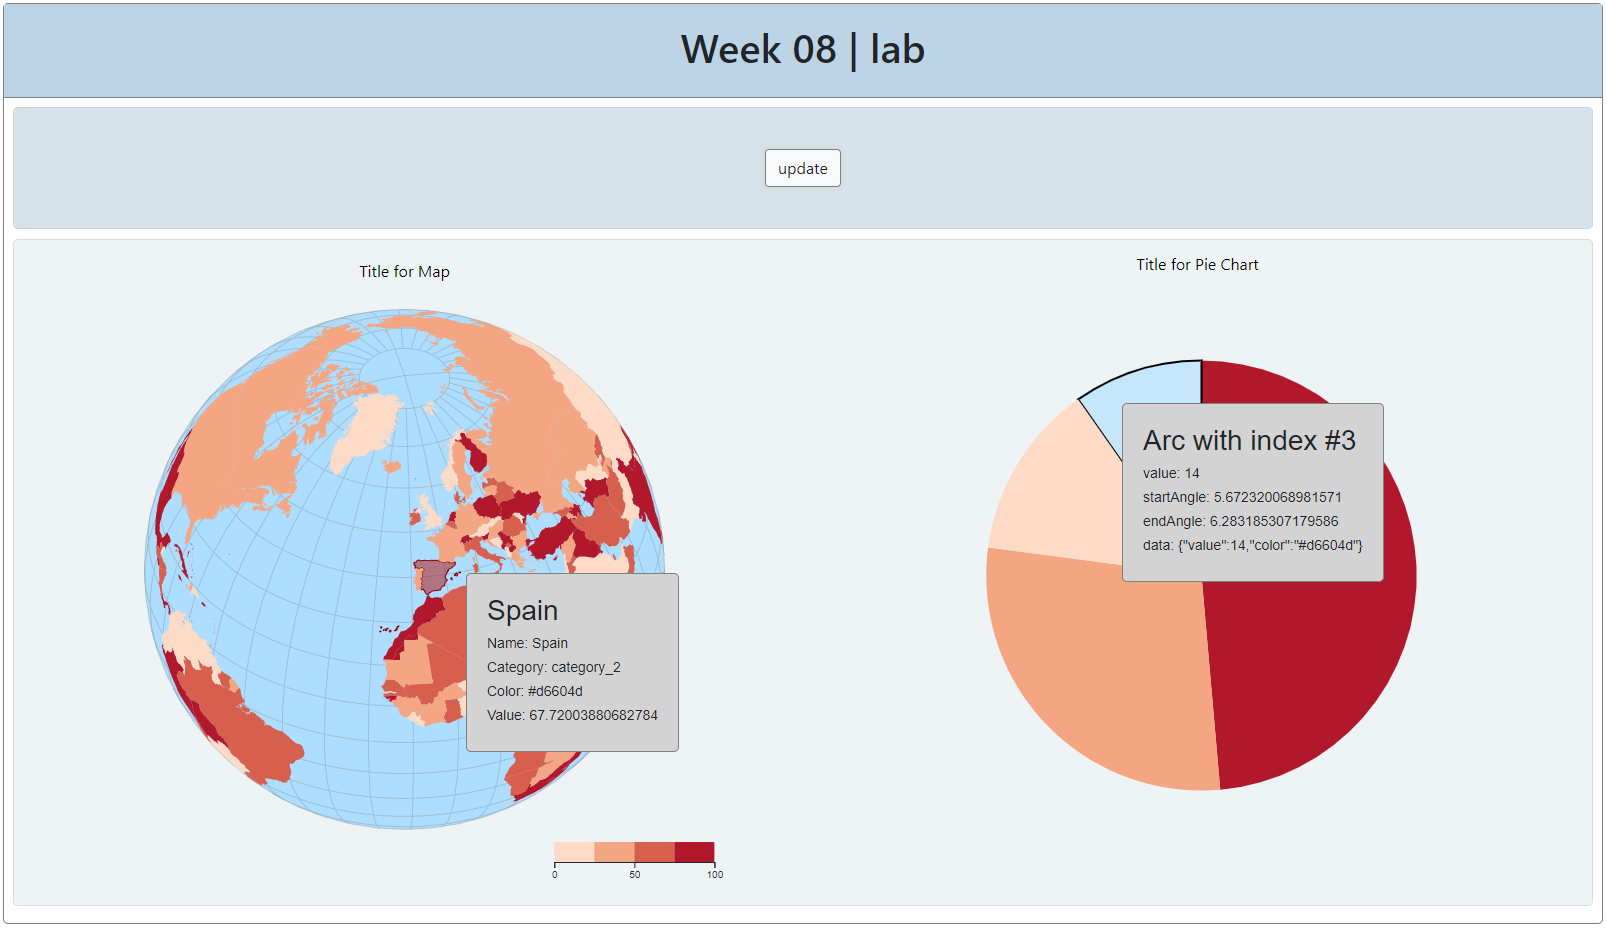 Week 08 | lab
update
Title for Map
Title for Pie Chart
Arc with index #3
value: 14
startAngle: 5.672320068981571
endAngle: 6.283185307179586
data: {"value":14,"color":"#d6604d"}
Spain
Name: Spain
Category: category_2
Color: #d6604d
Value: 67.72003880682784
0 50 100